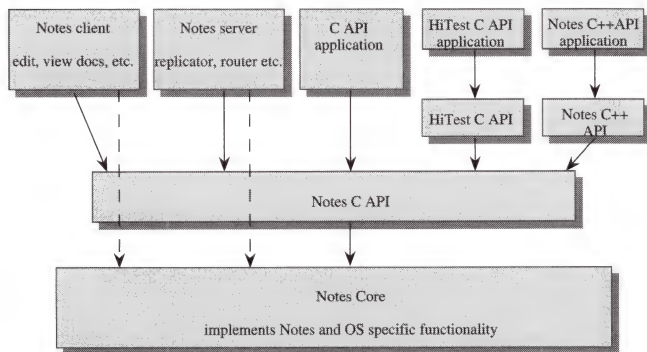 Notes client
edit, view docs, etc.
Notes server
replicator, router etc.
C API
application
HiTest C API
application
Notes C++API
application
HiTest C API
Notes C++
API
Notes C API
Notes Core
implements Notes and OS specific functionality